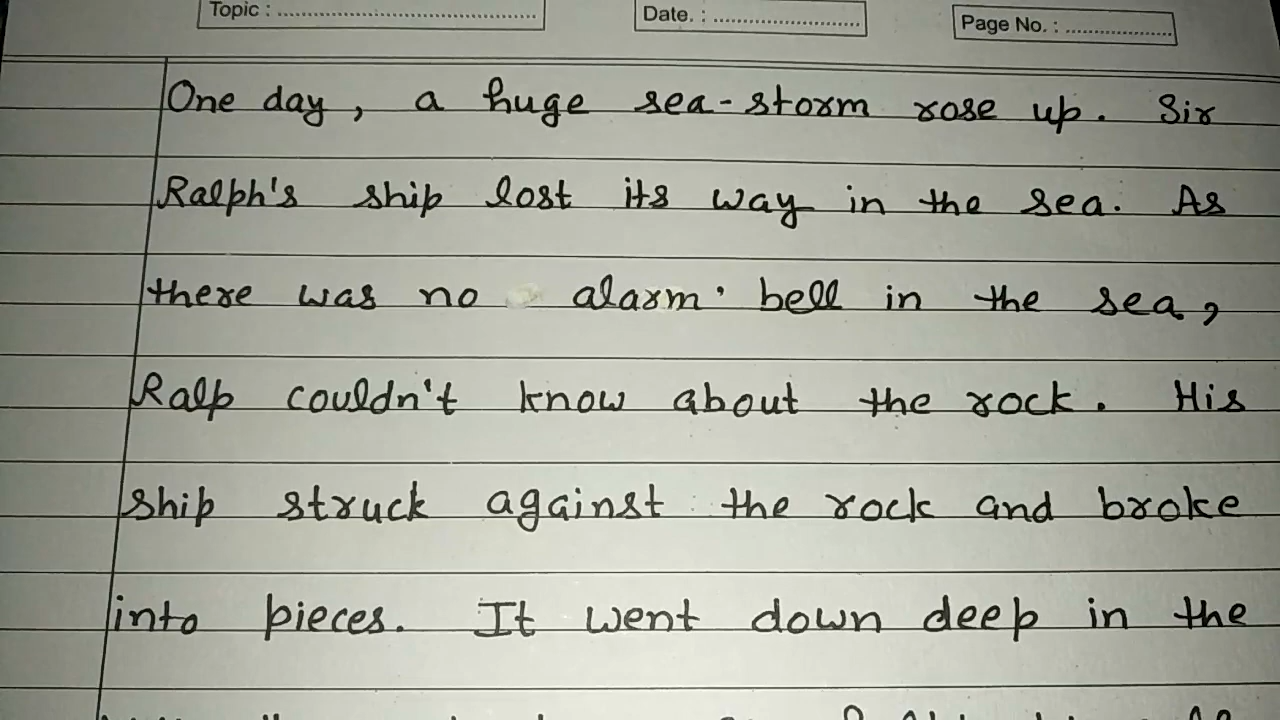 Topic : ............................................
Date. : .........................
Page No. : ..................
One day, a huge sea-storm rose up. Sir
Ralph's ship lost its way in the sea. As
there was no alarm bell in the sea,
Ralp couldn't know about the rock. His
ship struck against the rock and broke
into pieces. It went down deep in the